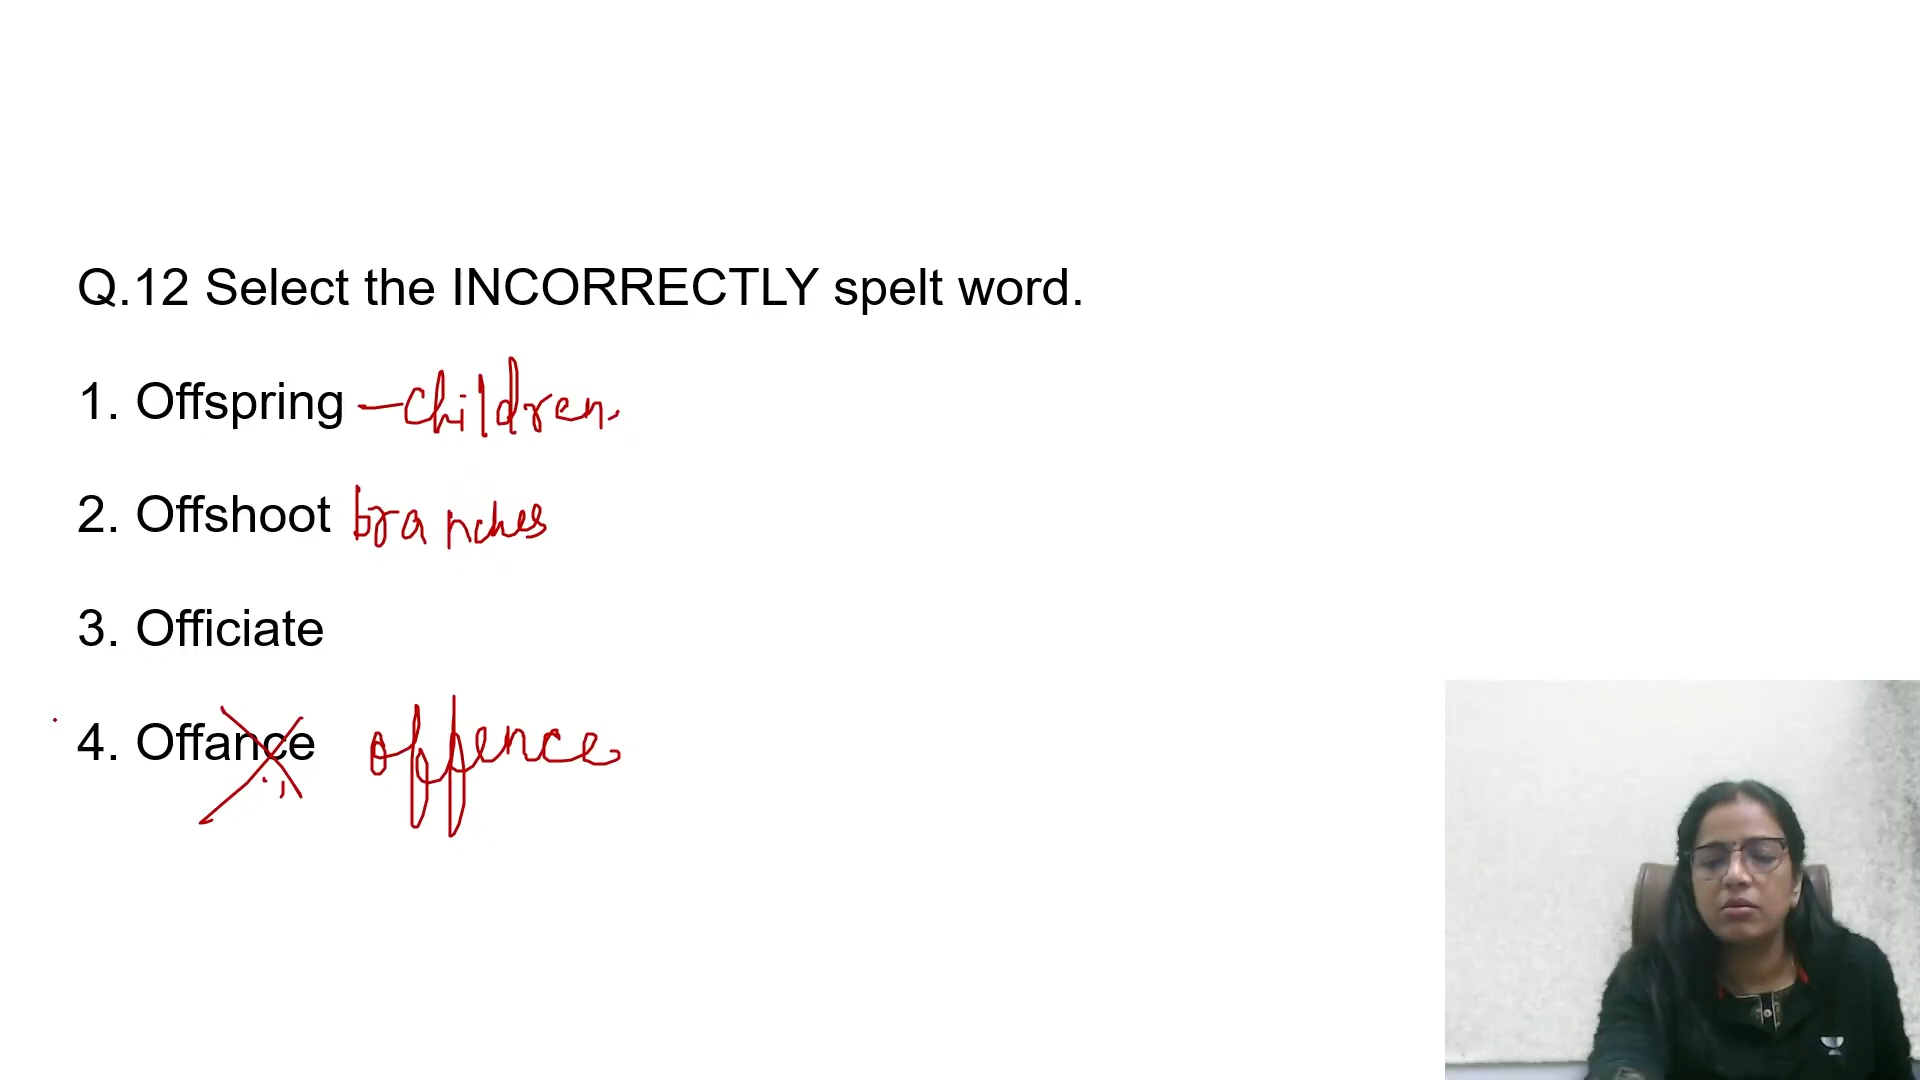 Q.12 Select the INCORRECTLY spelt word.
1. Offspring – children.
2. Offshoot branches
3. Officiate
4. Offance offence